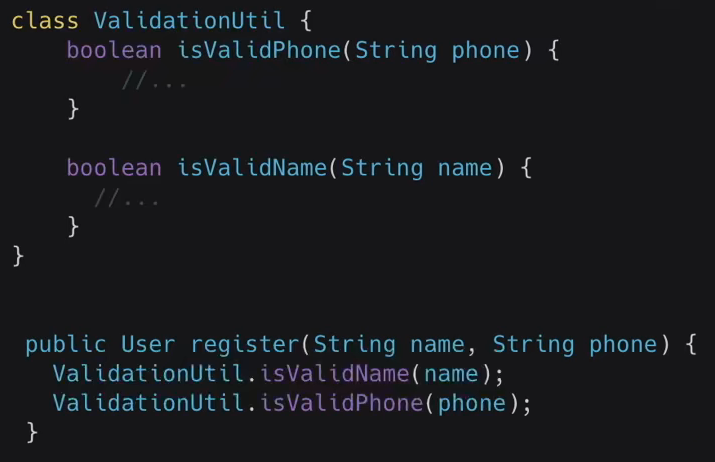 class ValidationUtil {
    boolean isValidPhone(String phone) {
        //...
    }

    boolean isValidName(String name) {
      //...
    }
}

 public User register(String name, String phone) {
   ValidationUtil.isValidName(name);
   ValidationUtil.isValidPhone(phone);
 }